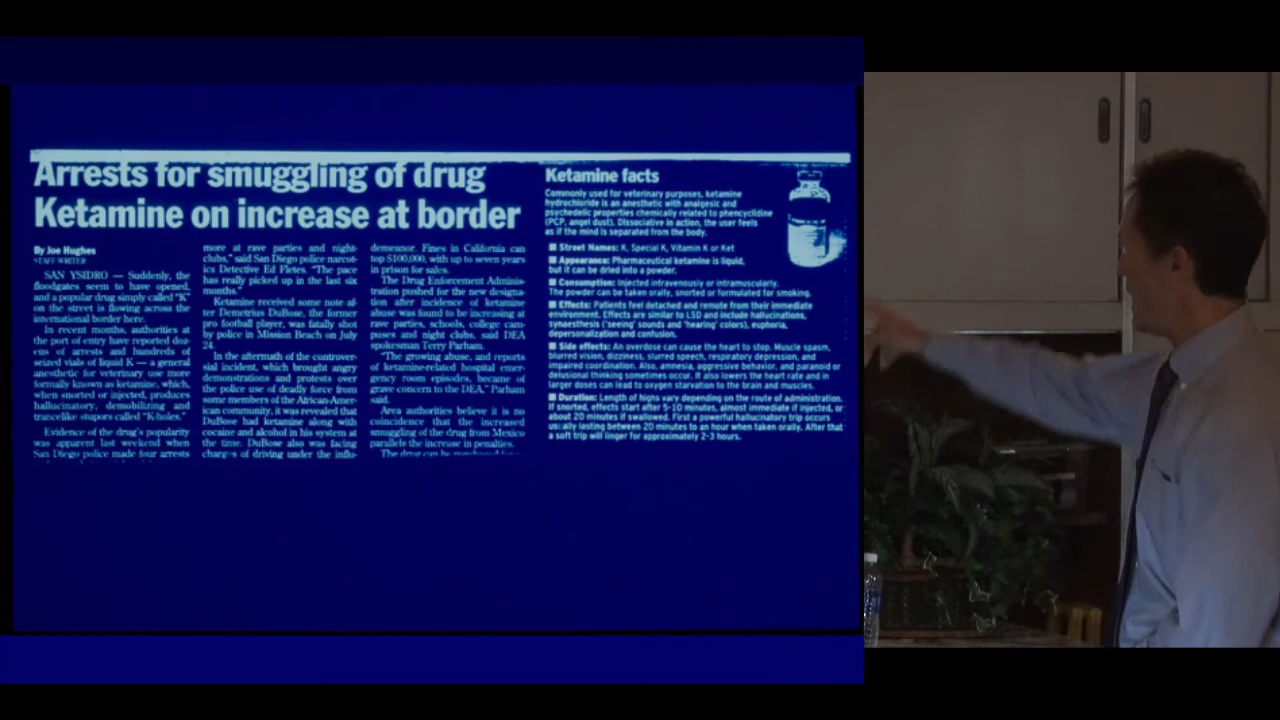 Arrests for smuggling of drug
Ketamine on increase at border
By Joe Hughes
STAFF WRITER
SAN YSIDRO — Suddenly, the
floodgates seem to have opened,
and a popular drug simply called "K"
on the street is flowing across the
international border here.
In recent months, authorities at
the port of entry have reported doz-
ens of arrests and hundreds of
seized vials of liquid K — a general
anesthetic for veterinary use more
formally known as ketamine, which,
when snorted or injected, produces
hallucinatory, demobilizing and
trancelike stupors called "K-holes."
Evidence of the drug's popularity
was apparent last weekend when
San Diego police made four arrests
more at rave parties and night-
clubs," said San Diego police narcot-
ics Detective Ed Fletes. "The pace
has really picked up in the last six
months."
Ketamine received some note af-
ter Demetrius DuBose, the former
pro football player, was fatally shot
by police in Mission Beach on July
24.
In the aftermath of the controver-
sial incident, which brought angry
demonstrations and protests over
the police use of deadly force from
some members of the African-Amer-
ican community, it was revealed that
DuBose had ketamine along with
cocaine and alcohol in his system at
the time. DuBose also was facing
charges of driving under the influ-
demeanor. Fines in California can
top $100,000, with up to seven years
in prison for sales.
The Drug Enforcement Adminis-
tration pushed for the new designa-
tion after incidence of ketamine
abuse was found to be increasing at
rave parties, schools, college cam-
puses and night clubs, said DEA
spokesman Terry Parham.
"The growing abuse, and reports
of ketamine-related hospital emer-
gency room episodes, became of
grave concern to the DEA," Parham
said.
Area authorities believe it is no
coincidence that the increased
smuggling of the drug from Mexico
parallels the increase in penalties.
The drug can be
Ketamine facts
Commonly used for veterinary purposes, ketamine
hydrochloride is an anesthetic with analgesic and
psychedelic properties chemically related to phencyclidine
(PCP, angel dust). Dissociative in action, the user feels
as if the mind is separated from the body.
■ Street Names: K, Special K, Vitamin K or Ket
■ Appearance: Pharmaceutical ketamine is liquid,
but it can be dried into a powder.
■ Consumption: Injected intravenously or intramuscularly.
The powder can be taken orally, snorted or formulated for smoking.
■ Effects: Patients feel detached and remote from their immediate
environment. Effects are similar to LSD and include hallucinations,
synaesthesia ('seeing' sounds and 'hearing' colors), euphoria,
depersonalization and confusion.
■ Side effects: An overdose can cause the heart to stop. Muscle spasm,
blurred vision, dizziness, slurred speech, respiratory depression, and
impaired coordination. Also, amnesia, aggressive behavior, and paranoid or
delusional thinking sometimes occur. It also lowers the heart rate and in
larger doses can lead to oxygen starvation to the brain and muscles.
■ Duration: Length of highs vary depending on the route of administration.
If snorted, effects start after 5-10 minutes, almost immediate if injected, or
about 20 minutes if swallowed. First a powerful hallucinatory trip occurs
usually lasting between 20 minutes to an hour when taken orally. After that
a soft trip will linger for approximately 2-3 hours.